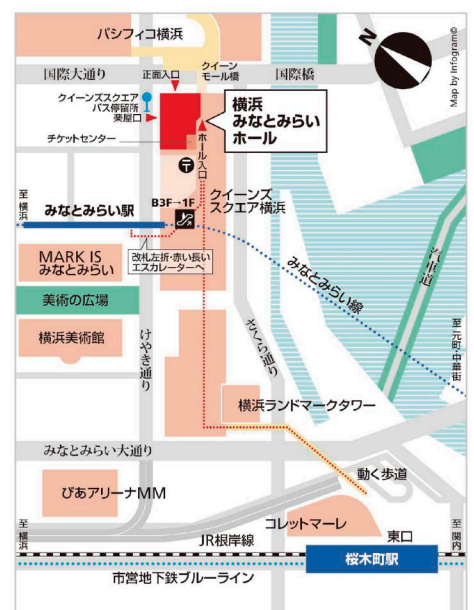 パシフィコ横浜
クイーン
モール橋
国際大通り
正面入口
国際橋
N
Map by Infogram©
クイーンズスクエア
バス停留所
楽屋口
横浜
みなとみらい
ホール
チケットセンター
ホール入口
〒
クイーンズ
スクエア横浜
至横浜
みなとみらい駅
B3F→1F
改札左折・赤い長い
エスカレーターへ
MARK IS
みなとみらい
みなとみらい線
汽車道
美術の広場
横浜美術館
けやき通り
さくら通り
至元町・中華街
横浜ランドマークタワー
みなとみらい大通り
動く歩道
ぴあアリーナMM
コレットマーレ
東口
至横浜
至関内
JR根岸線
桜木町駅
市営地下鉄ブルーライン